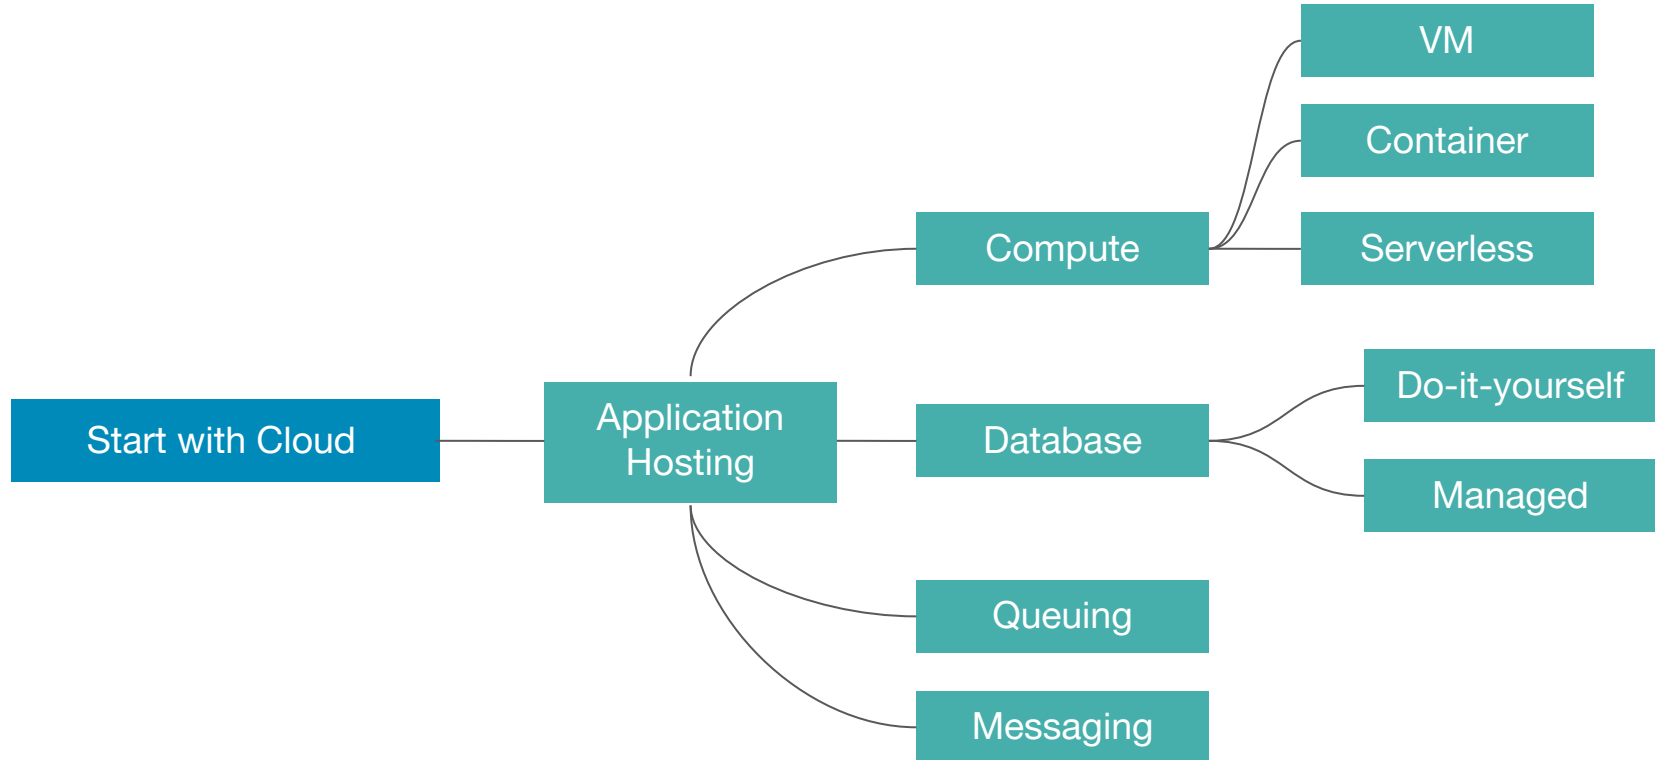 VM
Container
Compute
Serverless
Do-it-yourself
Start with Cloud
Application
Hosting
Database
Managed
Queuing
Messaging